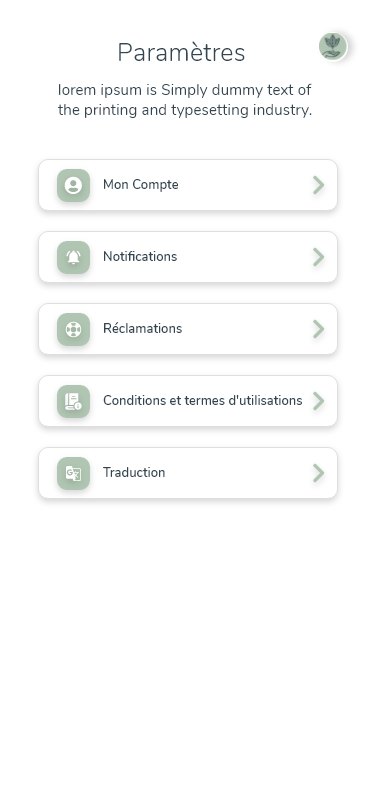 Paramètres
lorem ipsum is Simply dummy text of
the printing and typesetting industry.
Mon Compte
Notifications
Réclamations
Conditions et termes d'utilisations
Traduction